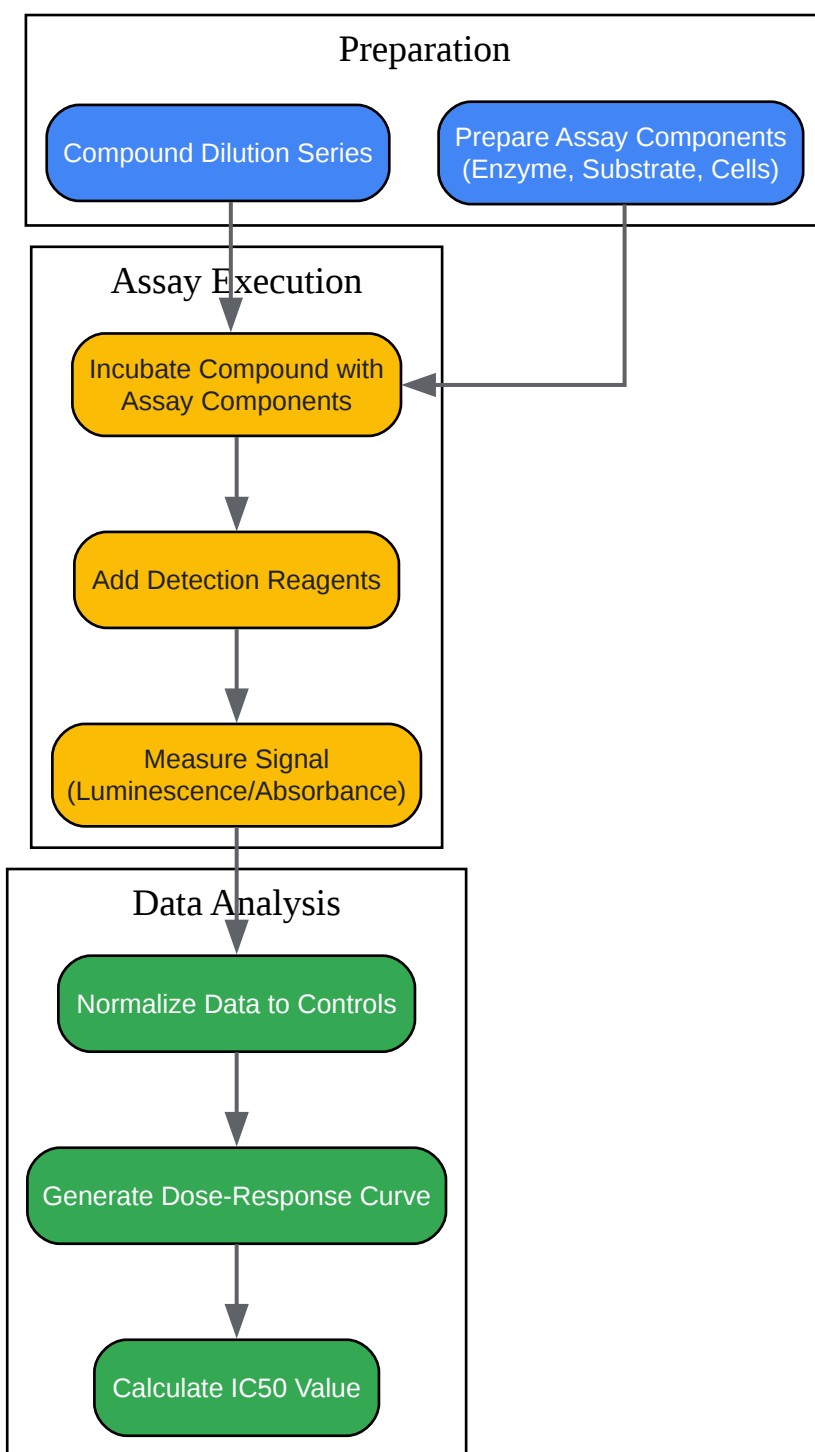 Preparation
Compound Dilution Series
Prepare Assay Components
(Enzyme, Substrate, Cells)
Assay Execution
Incubate Compound with
Assay Components
Add Detection Reagents
Measure Signal
(Luminescence/Absorbance)
Data Analysis
Normalize Data to Controls
Generate Dose-Response Curve
Calculate IC50 Value